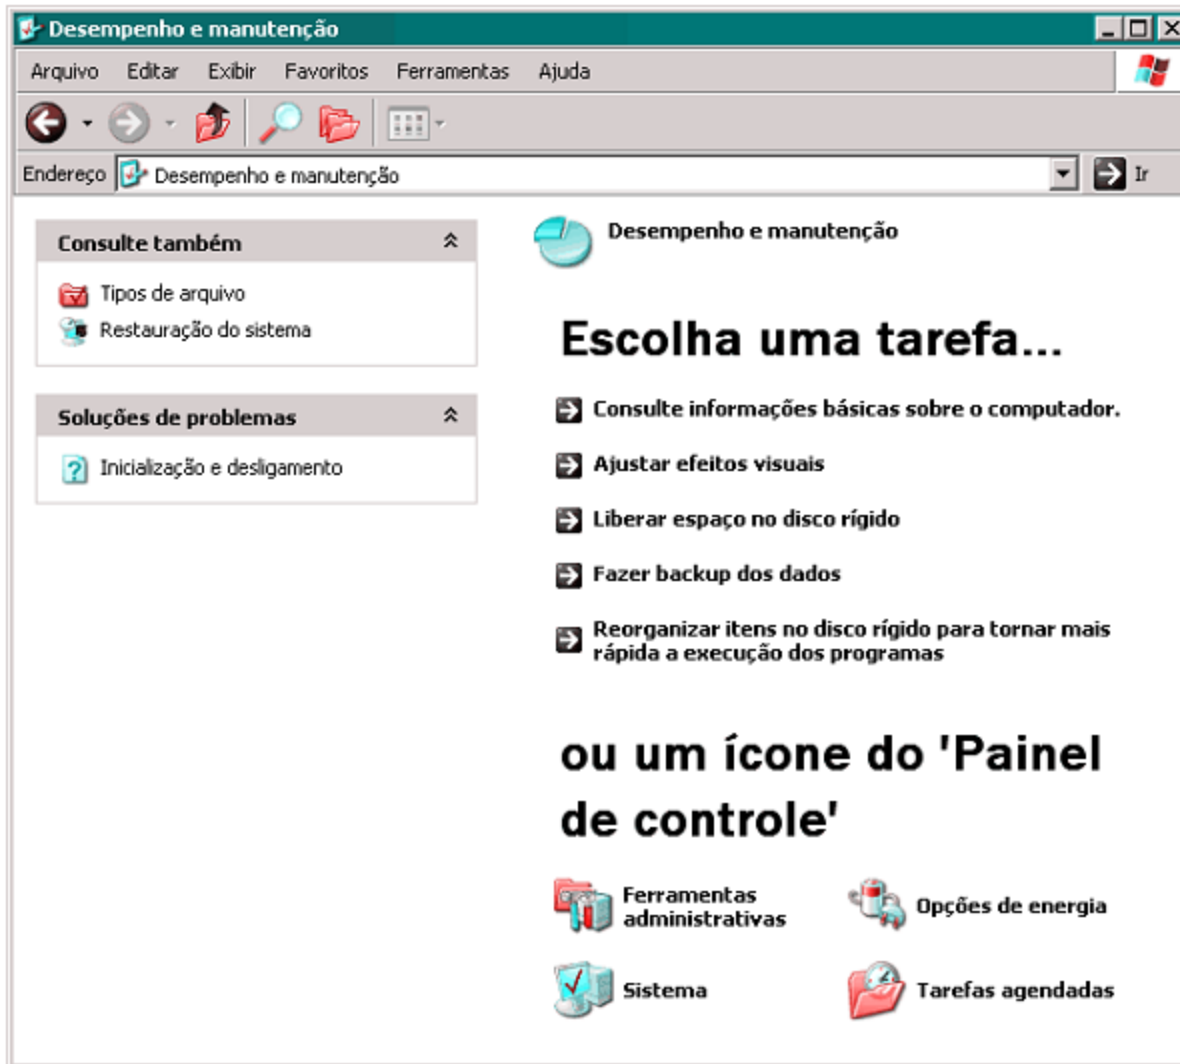 Desempenho e manutenção
Arquivo Editar Exibir Favoritos Ferramentas Ajuda
Endereço Desempenho e manutenção Ir
Consulte também
Tipos de arquivo
Restauração do sistema
Soluções de problemas
Inicialização e desligamento
Desempenho e manutenção
Escolha uma tarefa...
Consulte informações básicas sobre o computador.
Ajustar efeitos visuais
Liberar espaço no disco rígido
Fazer backup dos dados
Reorganizar itens no disco rígido para tornar mais
rápida a execução dos programas
ou um ícone do 'Painel
de controle'
Ferramentas
administrativas
Opções de energia
Sistema
Tarefas agendadas